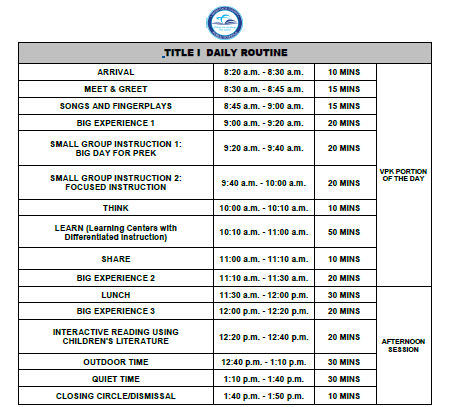 TITLE I DAILY ROUTINE
ARRIVAL 8:20 a.m. - 8:30 a.m. 10 MINS
MEET & GREET 8:30 a.m. - 8:45 a.m. 15 MINS
SONGS AND FINGERPLAYS 8:45 a.m. - 9:00 a.m. 15 MINS
BIG EXPERIENCE 1 9:00 a.m. - 9:20 a.m. 20 MINS
SMALL GROUP INSTRUCTION 1:
BIG DAY FOR PREK 9:20 a.m. - 9:40 a.m. 20 MINS
SMALL GROUP INSTRUCTION 2:
FOCUSED INSTRUCTION 9:40 a.m. - 10:00 a.m. 20 MINS
VPK PORTION
OF THE DAY
THINK 10:00 a.m. - 10:10 a.m. 10 MINS
LEARN (Learning Centers with
Differentiated Instruction) 10:10 a.m. - 11:00 a.m. 50 MINS
SHARE 11:00 a.m. - 11:10 a.m. 10 MINS
BIG EXPERIENCE 2 11:10 a.m. - 11:30 a.m. 20 MINS
LUNCH 11:30 a.m. - 12:00 p.m. 30 MINS
BIG EXPERIENCE 3 12:00 p.m. - 12:20 p.m. 20 MINS
INTERACTIVE READING USING
CHILDREN'S LITERATURE 12:20 p.m. - 12:40 p.m. 20 MINS
AFTERNOON
SESSION
OUTDOOR TIME 12:40 p.m. - 1:10 p.m. 30 MINS
QUIET TIME 1:10 p.m. - 1:40 p.m. 30 MINS
CLOSING CIRCLE/DISMISSAL 1:40 p.m. - 1:50 p.m. 10 MINS